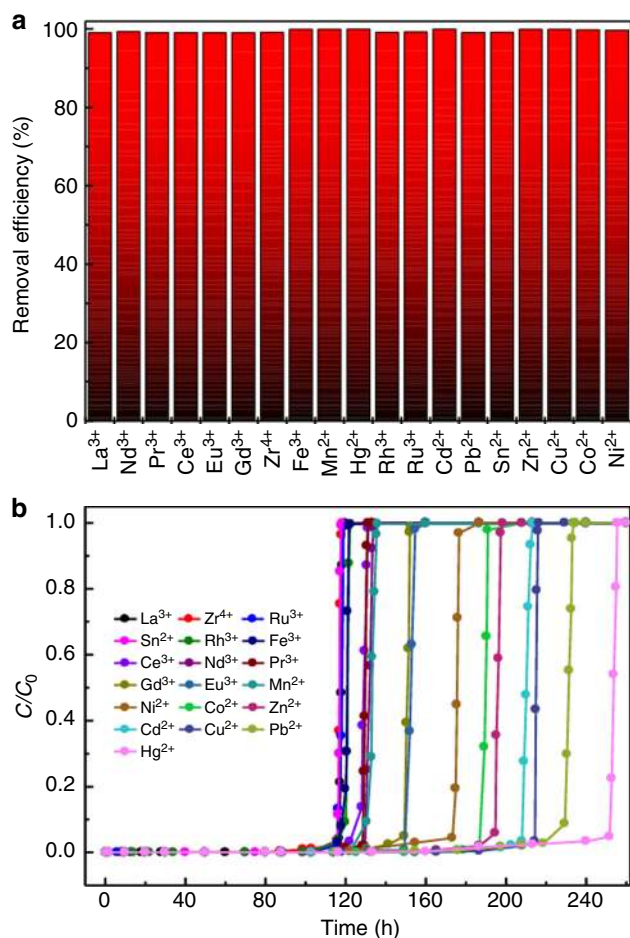 a
Removal efficiency (%)
100
80
60
40
20
0
La³⁺ Nd³⁺ Pr³⁺ Ce³⁺ Eu³⁺ Gd³⁺ Zr⁴⁺ Fe³⁺ Mn²⁺ Hg²⁺ Rh³⁺ Ru³⁺ Cd²⁺ Pb²⁺ Sn²⁺ Zn²⁺ Cu²⁺ Co²⁺ Ni²⁺
b
C/C₀
1.0
0.8
0.6
0.4
0.2
0.0
La³⁺ Zr⁴⁺ Ru³⁺
Sn²⁺ Rh³⁺ Fe³⁺
Ce³⁺ Nd³⁺ Pr³⁺
Gd³⁺ Eu³⁺ Mn²⁺
Ni²⁺ Co²⁺ Zn²⁺
Cd²⁺ Cu²⁺ Pb²⁺
Hg²⁺
0 40 80 120 160 200 240
Time (h)